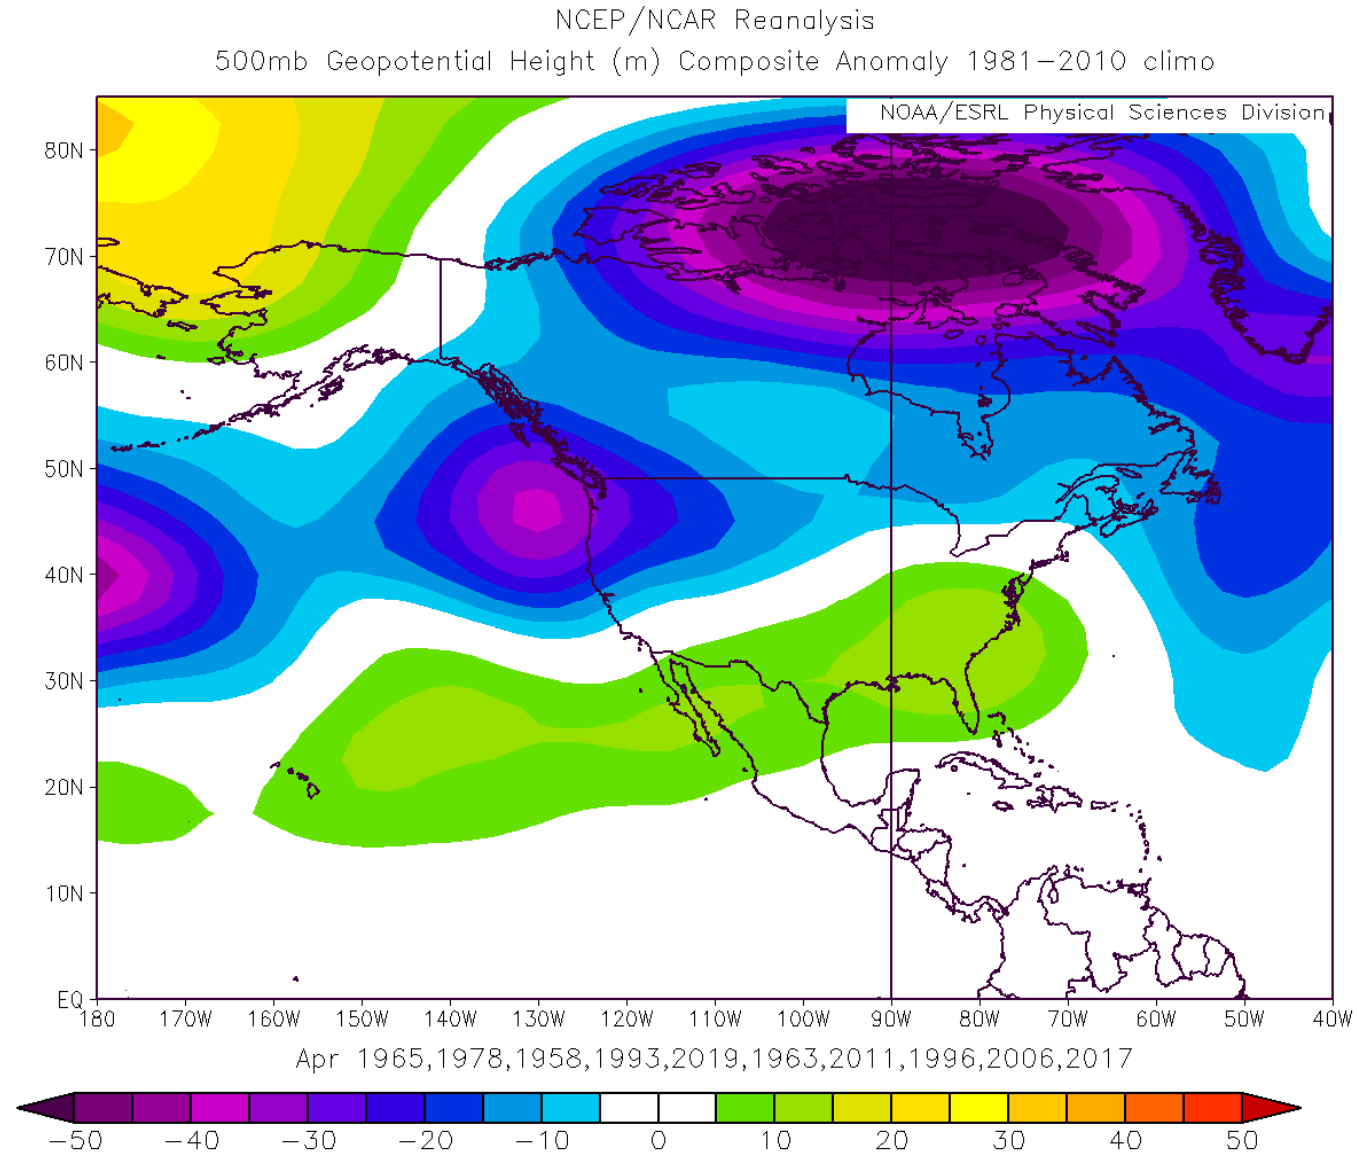 NCEP/NCAR Reanalysis
500mb Geopotential Height (m) Composite Anomaly 1981−2010 climo
NOAA/ESRL Physical Sciences Division
80N
70N
60N
50N
40N
30N
20N
10N
EQ
180 170W 160W 150W 140W 130W 120W 110W 100W 90W 80W 70W 60W 50W 40W
Apr 1965,1978,1958,1993,2019,1963,2011,1996,2006,2017
−50 −40 −30 −20 −10 0 10 20 30 40 50